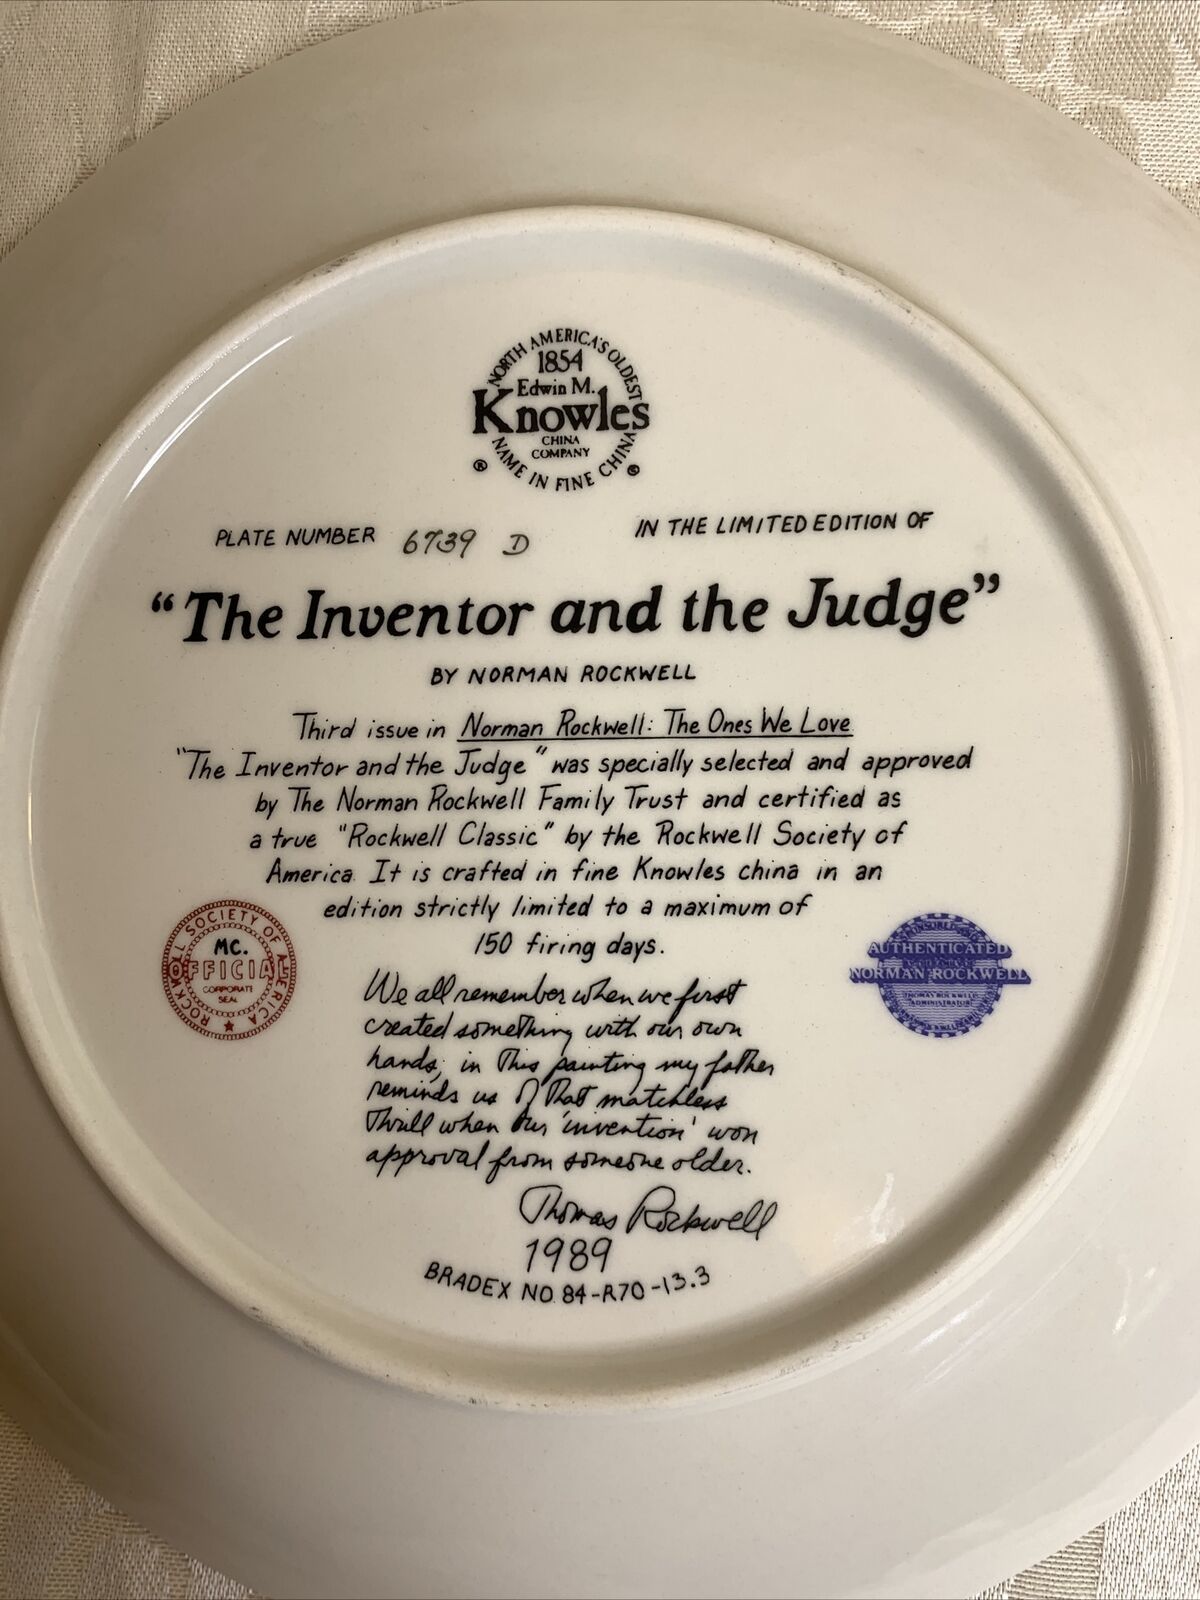 NORTH AMERICA'S OLDEST
1854
Edwin M.
Knowles
CHINA
COMPANY
® NAME IN FINE CHINA ®
PLATE NUMBER 6739 D IN THE LIMITED EDITION OF
"The Inventor and the Judge"
BY NORMAN ROCKWELL
Third issue in Norman Rockwell: The Ones We Love
"The Inventor and the Judge" was specially selected and approved
by The Norman Rockwell Family Trust and certified as
a true "Rockwell Classic" by the Rockwell Society of
America. It is crafted in fine Knowles china in an
edition strictly limited to a maximum of
150 firing days.
ROCKWELL SOCIETY OF AMERICA
MC.
OFFICIAL
CORPORATE
SEAL
AUTHENTICATED
NORMAN ROCKWELL
THOMAS ROCKWELL
ADMINISTRATOR
We all remember when we first
created something with our own
hands; in this painting my father
reminds us of that matchless
thrill when our 'invention' won
approval from someone older.
Thomas Rockwell
1989
BRADEX NO. 84-R70-13.3